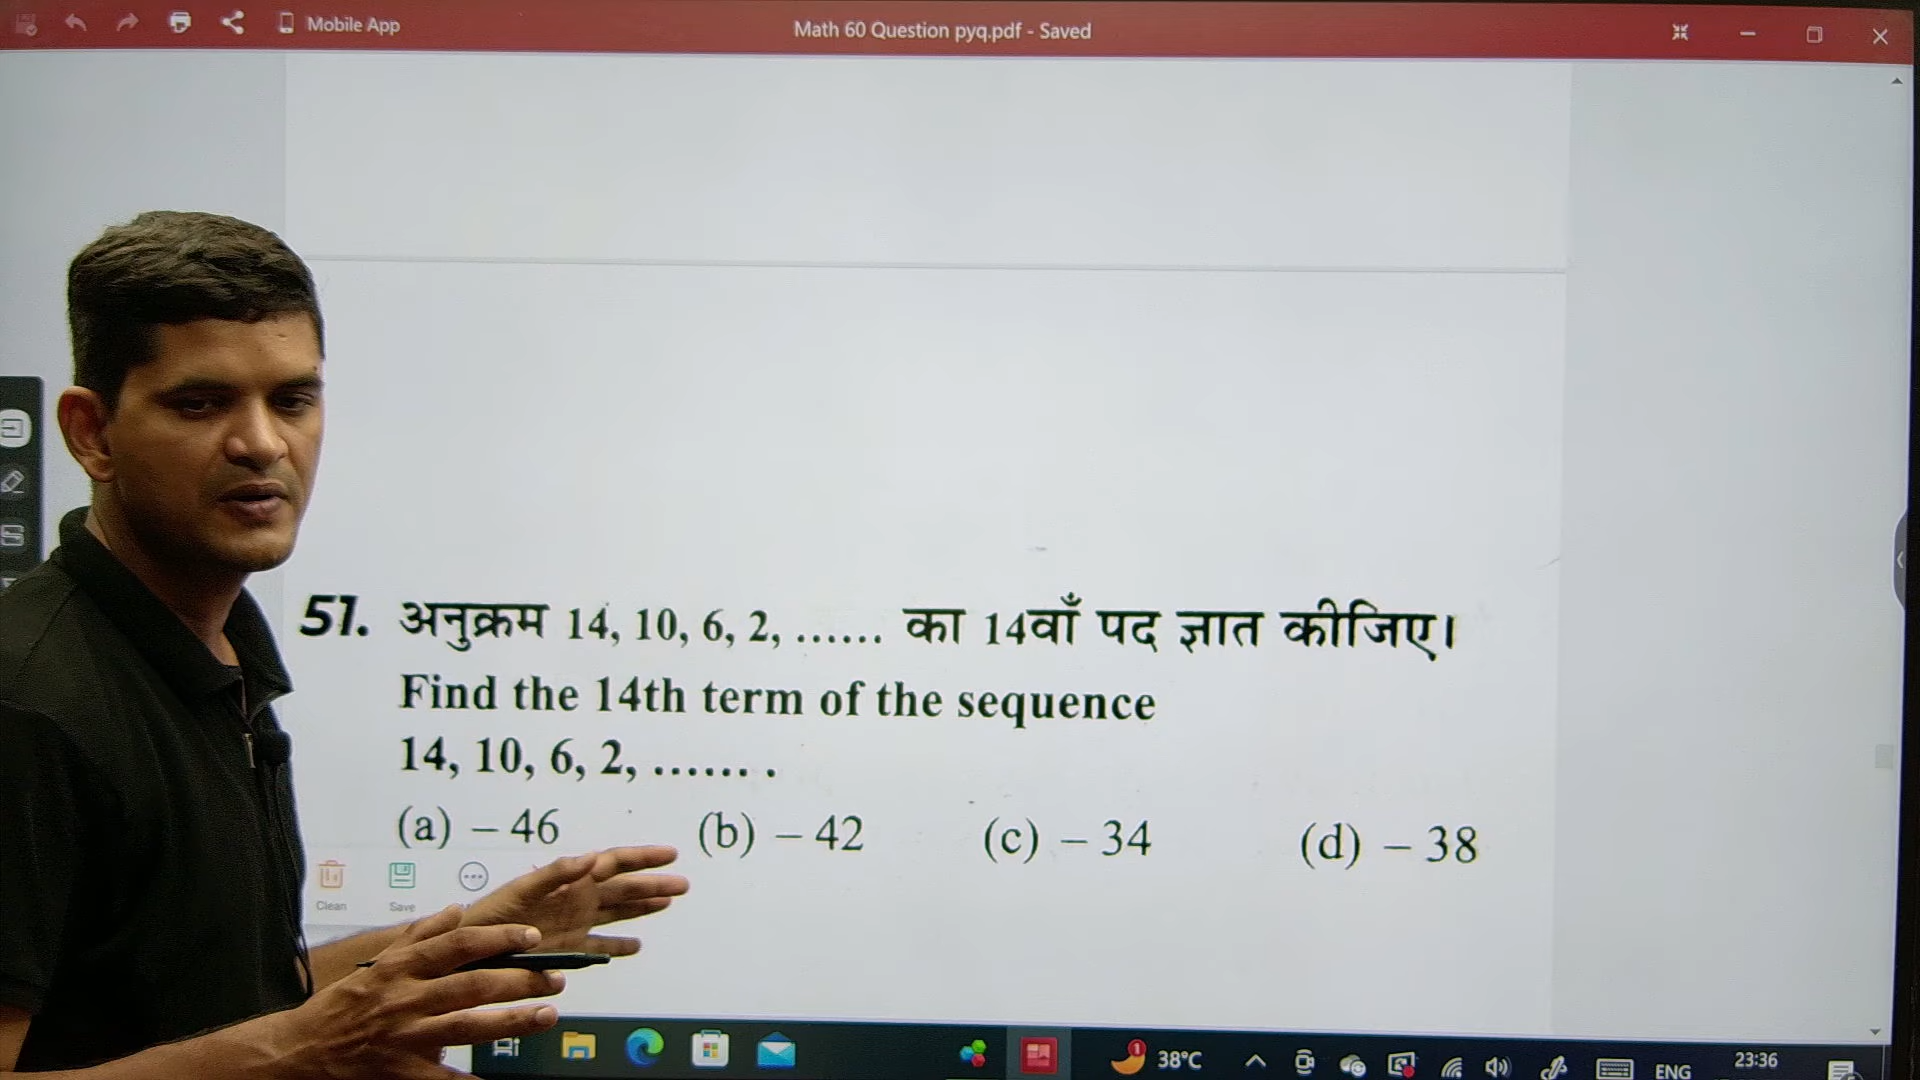 Mobile App
Math 60 Question pyq.pdf - Saved
51. अनुक्रम 14, 10, 6, 2, ...... का 14वाँ पद ज्ञात कीजिए।
Find the 14th term of the sequence
14, 10, 6, 2, ....... .
(a) – 46 (b) – 42 (c) – 34 (d) – 38
Clean Save
38°C ENG 23:36